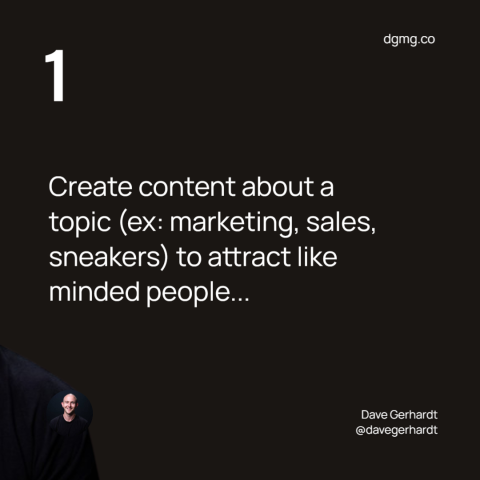 dgmg.co
1
Create content about a
topic (ex: marketing, sales,
sneakers) to attract like
minded people...
Dave Gerhardt
@davegerhardt